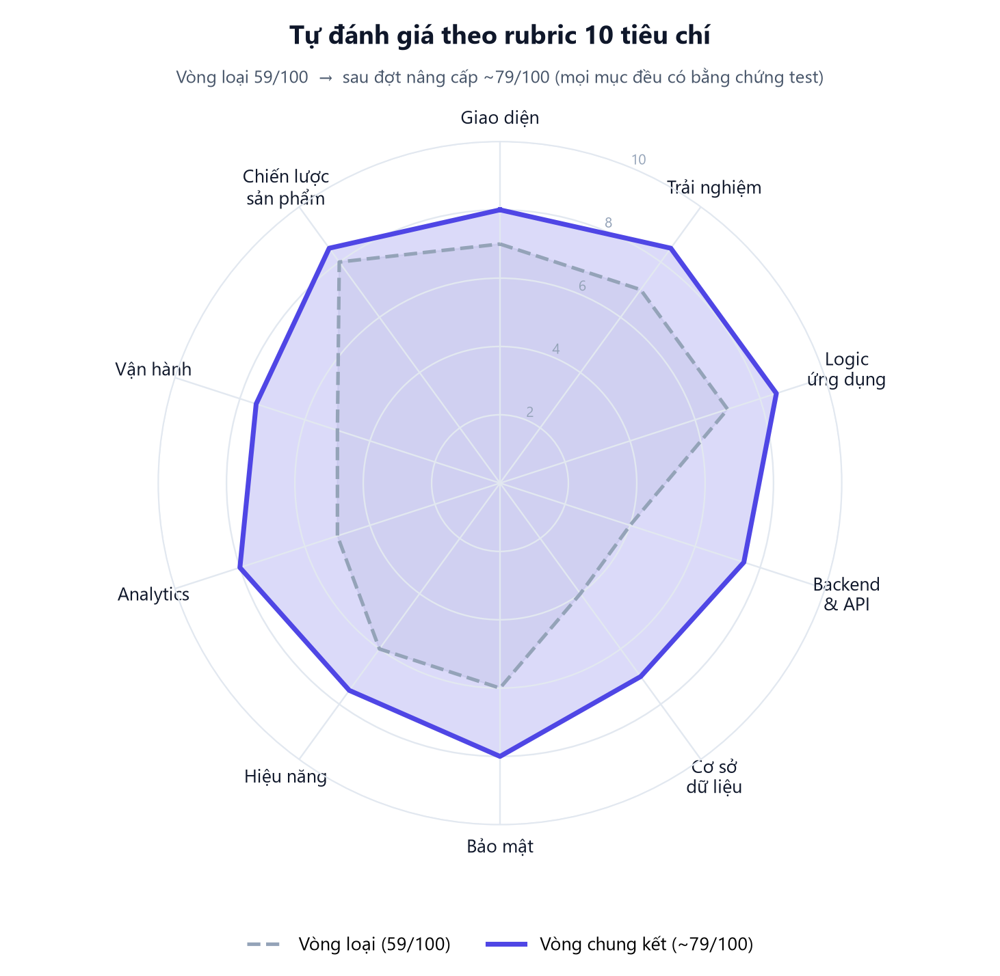 Tự đánh giá theo rubric 10 tiêu chí
Vòng loại 59/100 → sau đợt nâng cấp ~79/100 (mọi mục đều có bằng chứng test)
Giao diện
10
Chiến lược
sản phẩm
Trải nghiệm
8
6
4
Logic
ứng dụng
Vận hành
2
Backend
& API
Analytics
Cơ sở
dữ liệu
Hiệu năng
Bảo mật
Vòng loại (59/100)
Vòng chung kết (~79/100)